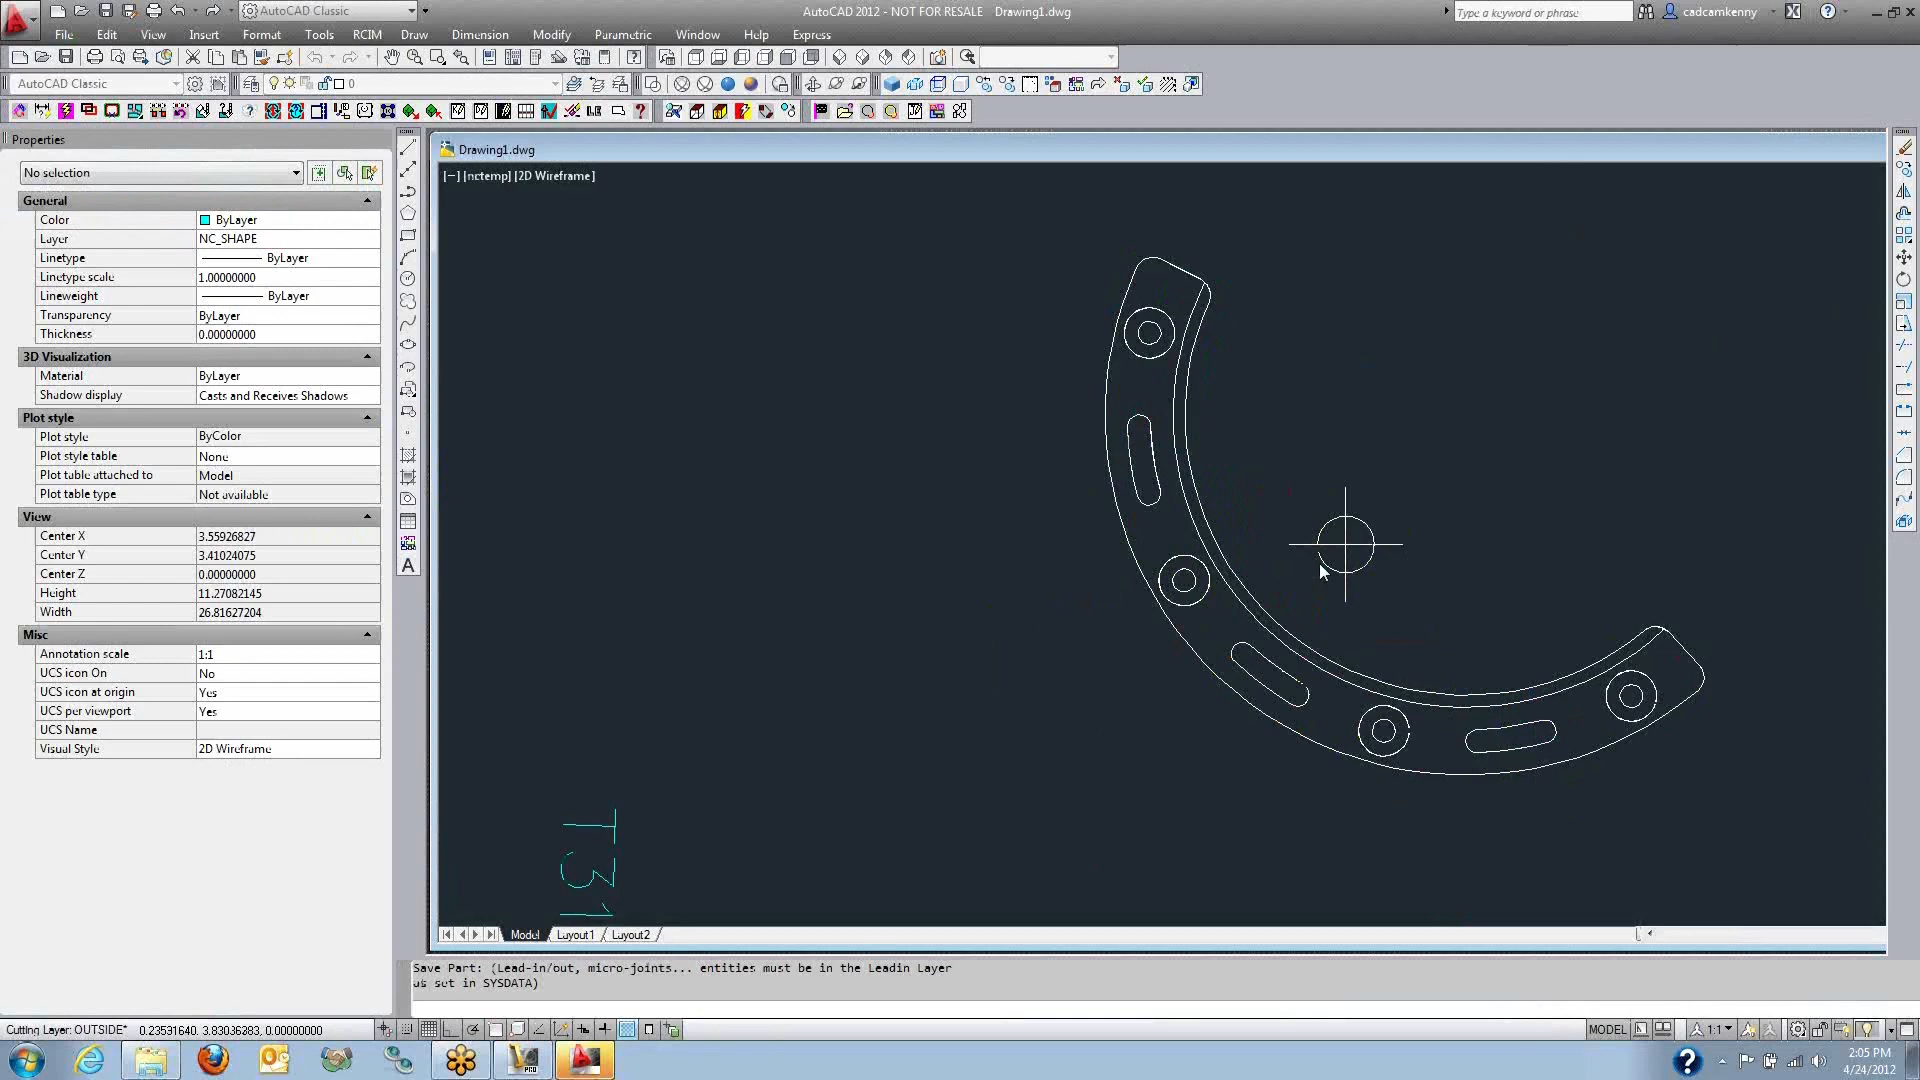 AutoCAD Classic
AutoCAD 2012 - NOT FOR RESALE Drawing1.dwg
Type a keyword or phrase
cadcamkenny
File Edit View Insert Format Tools RCIM Draw Dimension Modify Parametric Window Help Express
AutoCAD Classic
0
Properties
No selection
General
Color ByLayer
Layer NC_SHAPE
Linetype ByLayer
Linetype scale 1.00000000
Lineweight ByLayer
Transparency ByLayer
Thickness 0.00000000
3D Visualization
Material ByLayer
Shadow display Casts and Receives Shadows
Plot style
Plot style ByColor
Plot style table None
Plot table attached to Model
Plot table type Not available
View
Center X 3.55926827
Center Y 3.41024075
Center Z 0.00000000
Height 11.27082145
Width 26.81627204
Misc
Annotation scale 1:1
UCS icon On No
UCS icon at origin Yes
UCS per viewport Yes
UCS Name
Visual Style 2D Wireframe
Drawing1.dwg
[−] [nctemp] [2D Wireframe]
T31
Model Layout1 Layout2
Save Part: (Lead-in/out, micro-joints... entities must be in the Leadin Layer
as set in SYSDATA)
Cutting Layer: OUTSIDE* 0.23531640, 3.83036383, 0.00000000
MODEL
1:1
2:05 PM
4/24/2012